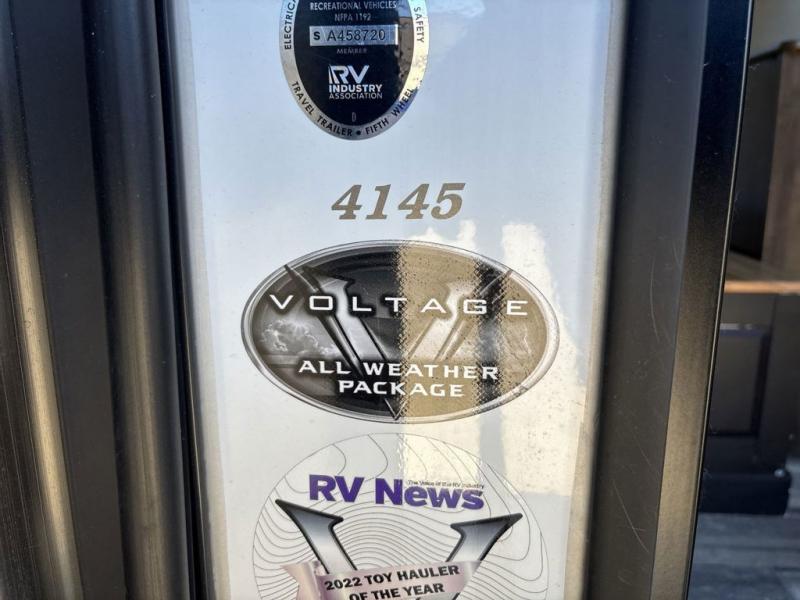 ELECTRICAL
SAFETY
RECREATIONAL VEHICLES
NFPA 1192
S A458720
MEMBER
RV
INDUSTRY
ASSOCIATION
D
TRAVEL TRAILER • FIFTH WHEEL
4145
VOLTAGE
ALL WEATHER
PACKAGE
The Voice of the RV Industry
RV News
2022 TOY HAULER
OF THE YEAR